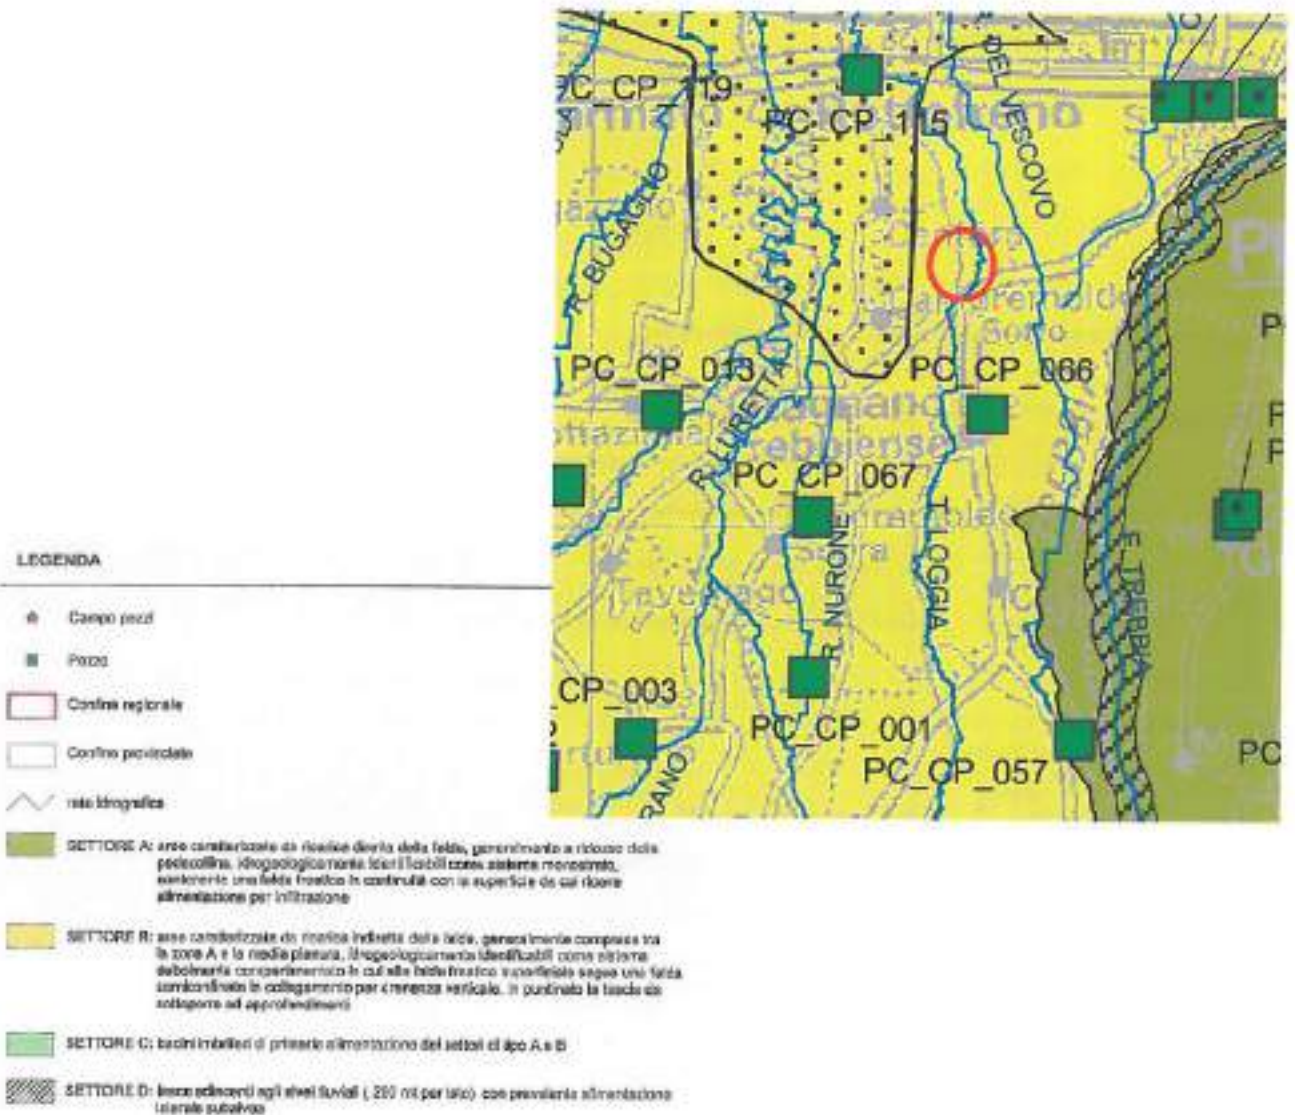 PC_CP_119
PC_CP_115
DEL VESCOVO
R. BUGAGLIO
PC_CP_013
PC_CP_066
R. LURETTA
PC_CP_067
R. NURONE
T. LOGGIA
F. TREBBIA
CP_003
PC_CP_001
PC_CP_057
PC
RANO
LEGENDA
Campo pozzi
Pozzo
Confine regionale
Confine provinciale
rete idrografica
SETTORE A: aree caratterizzate da ricarica diretta della falda, generalmente a ridosso della
pedecollina, idrogeologicamente identificabili come sistema monostrato,
contenente una falda freatica in continuità con la superficie da cui riceve
alimentazione per infiltrazione
SETTORE B: aree caratterizzate da ricarica indiretta della falda, generalmente comprese tra
la zona A e la media pianura, idrogeologicamente identificabili come sistema
debolmente compartimentato in cui alla falda freatica superficiale segue una falda
semiconfinata in collegamento per drenanza verticale. In puntinato le fasce da
sottoporre ad approfondimenti
SETTORE C: bacini imbriferi di primaria alimentazione dei settori di tipo A e B
SETTORE D: fasce adiacenti agli alvei fluviali ( 250 mt per lato) con prevalente alimentazione
laterale subalvea